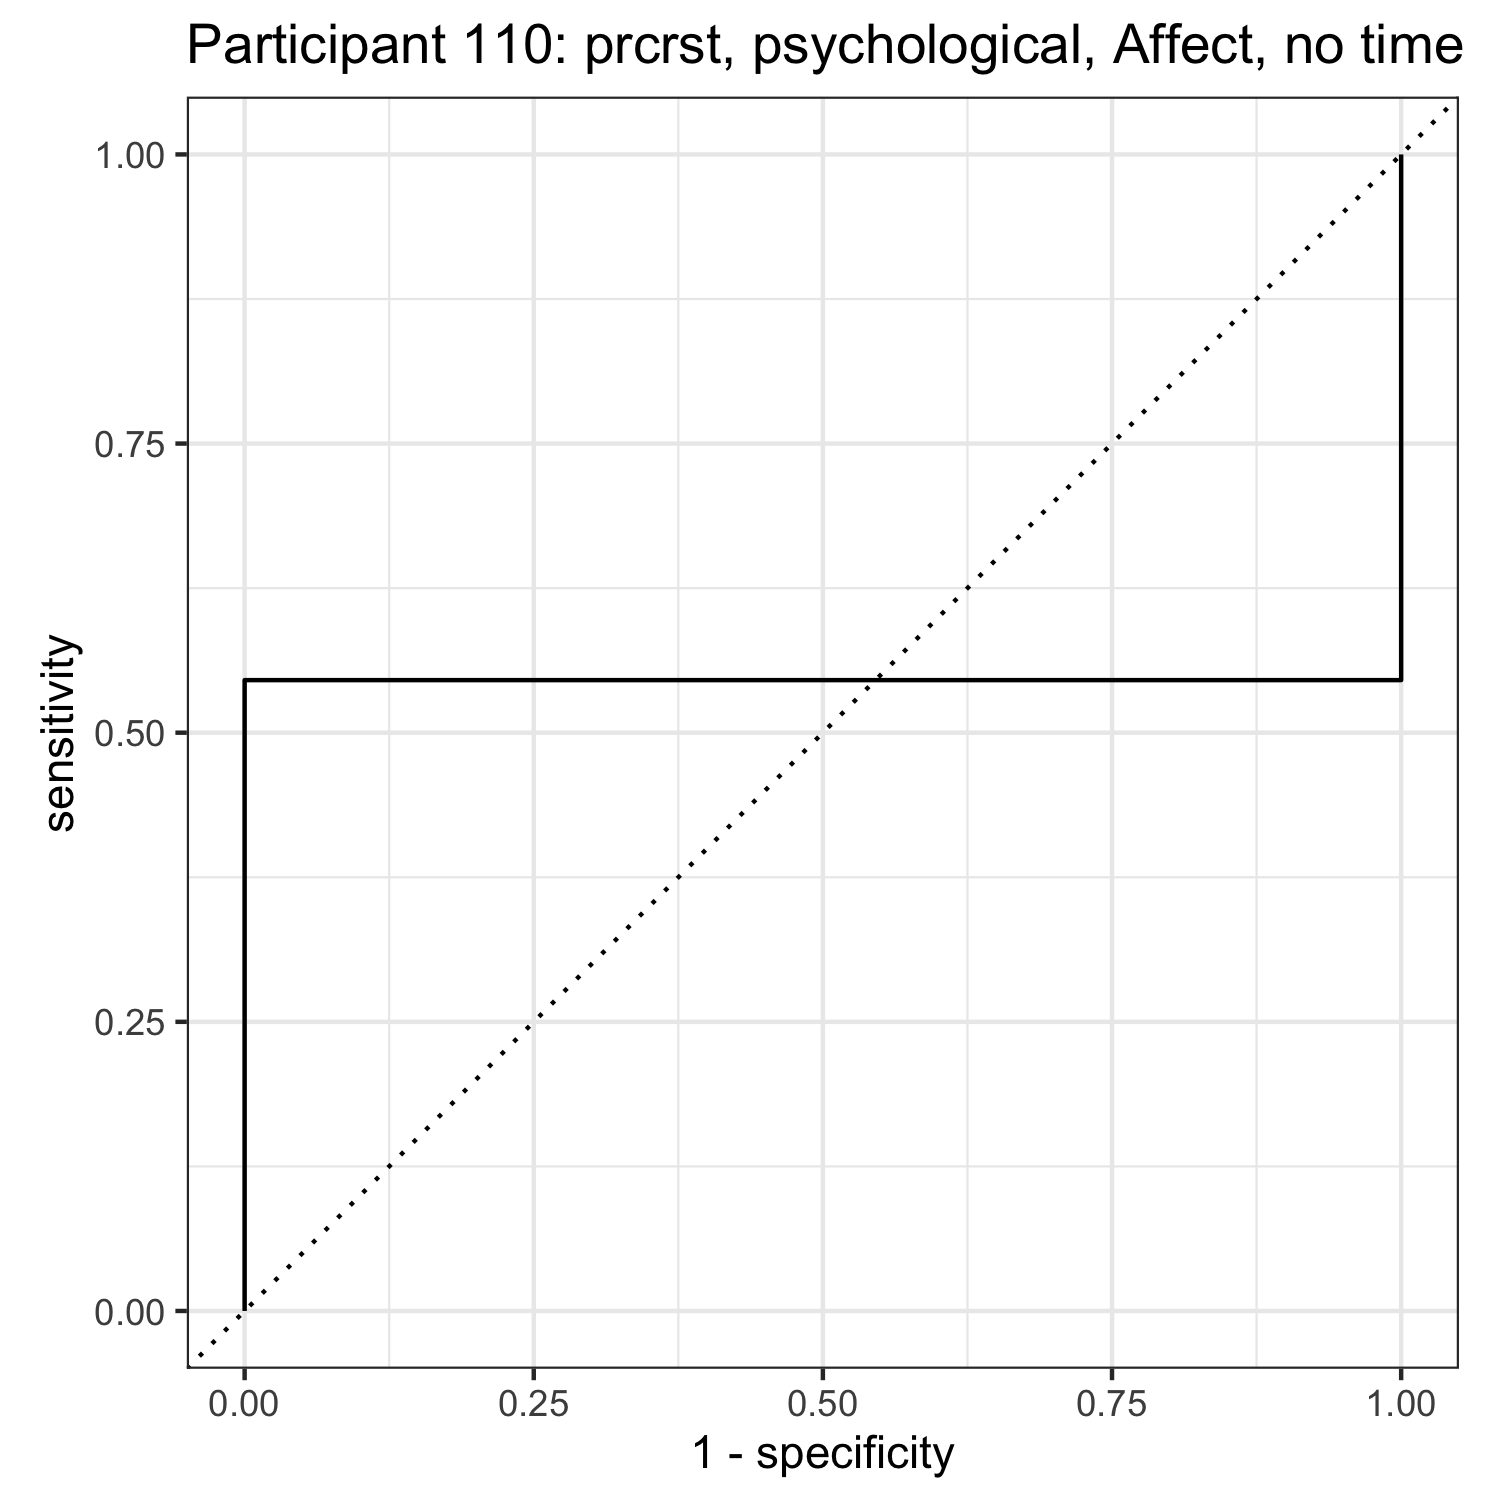 Participant 110: prcrst, psychological, Affect, no time
1.00
0.75
0.50
0.25
0.00
sensitivity
0.00 0.25 0.50 0.75 1.00
1 - specificity